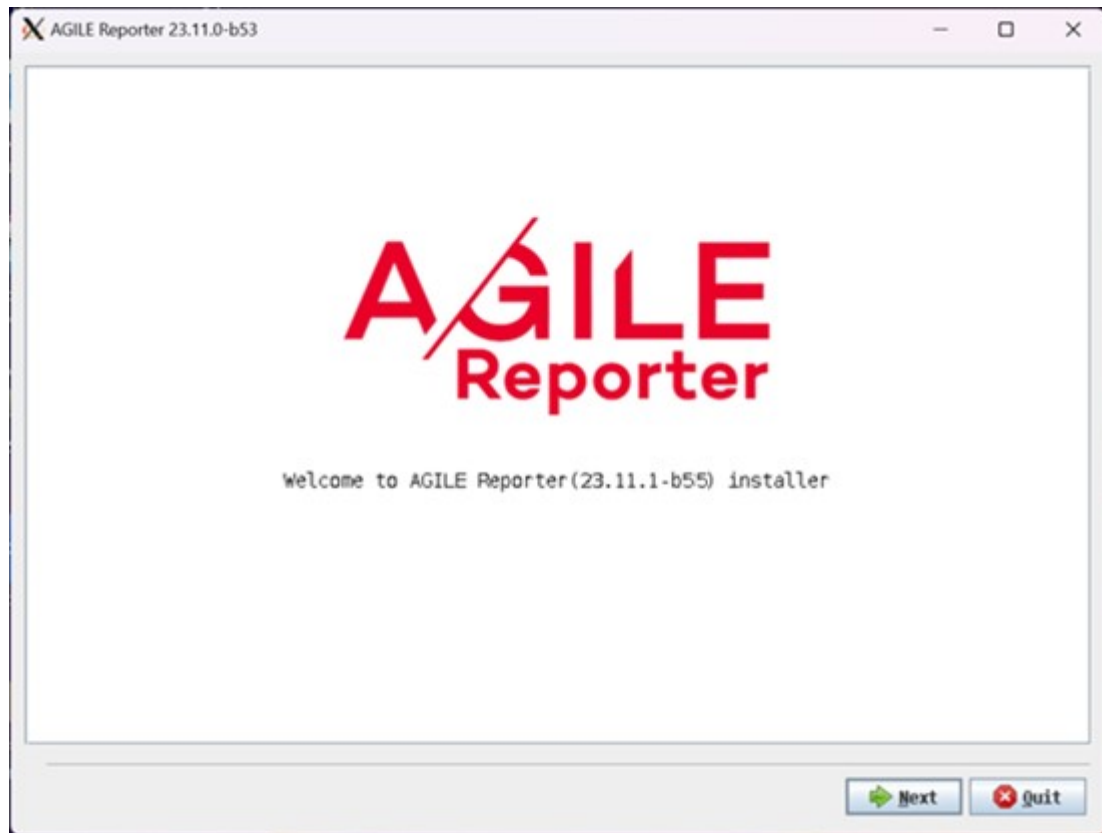 AGILE Reporter 23.11.0-b53
AGILE
Reporter
Welcome to AGILE Reporter(23.11.1-b55) installer
Next
Quit